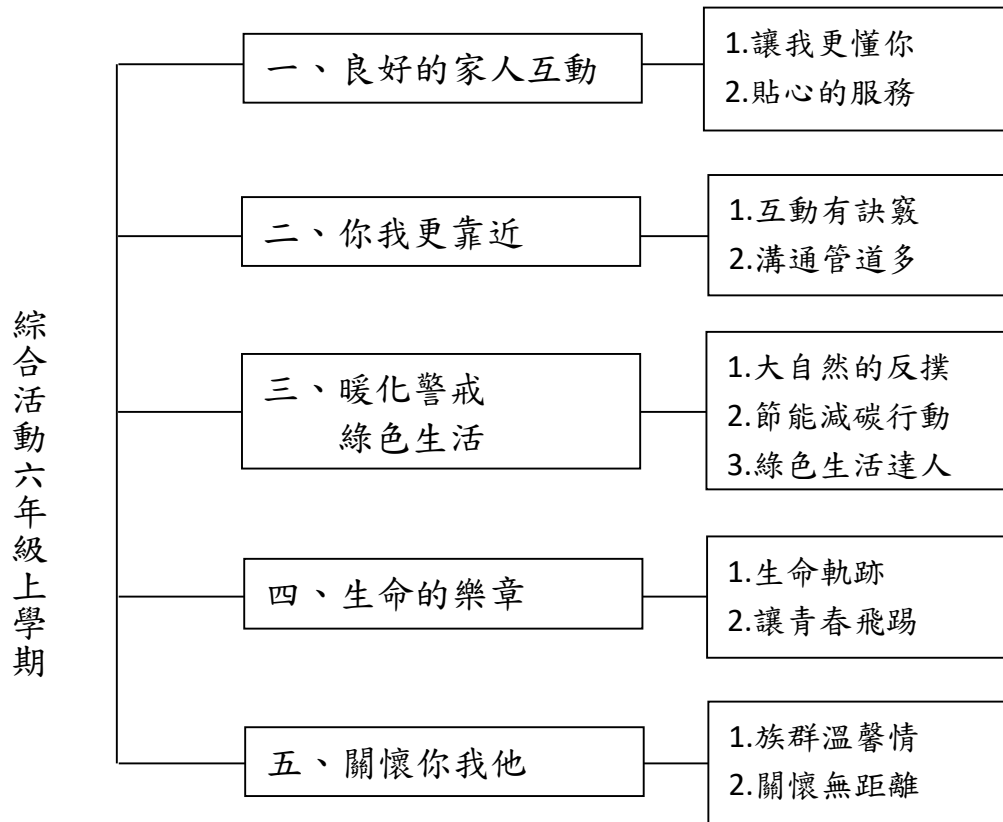 綜合活動六年級上學期
一、良好的家人互動
1.讓我更懂你
2.貼心的服務
二、你我更靠近
1.互動有訣竅
2.溝通管道多
三、暖化警戒
綠色生活
1.大自然的反撲
2.節能減碳行動
3.綠色生活達人
四、生命的樂章
1.生命軌跡
2.讓青春飛踢
五、關懷你我他
1.族群溫馨情
2.關懷無距離